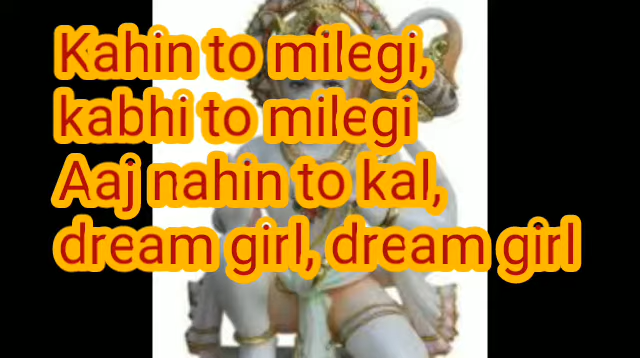 Kahin to milegi,
kabhi to milegi
Aaj nahin to kal,
dream girl, dream girl